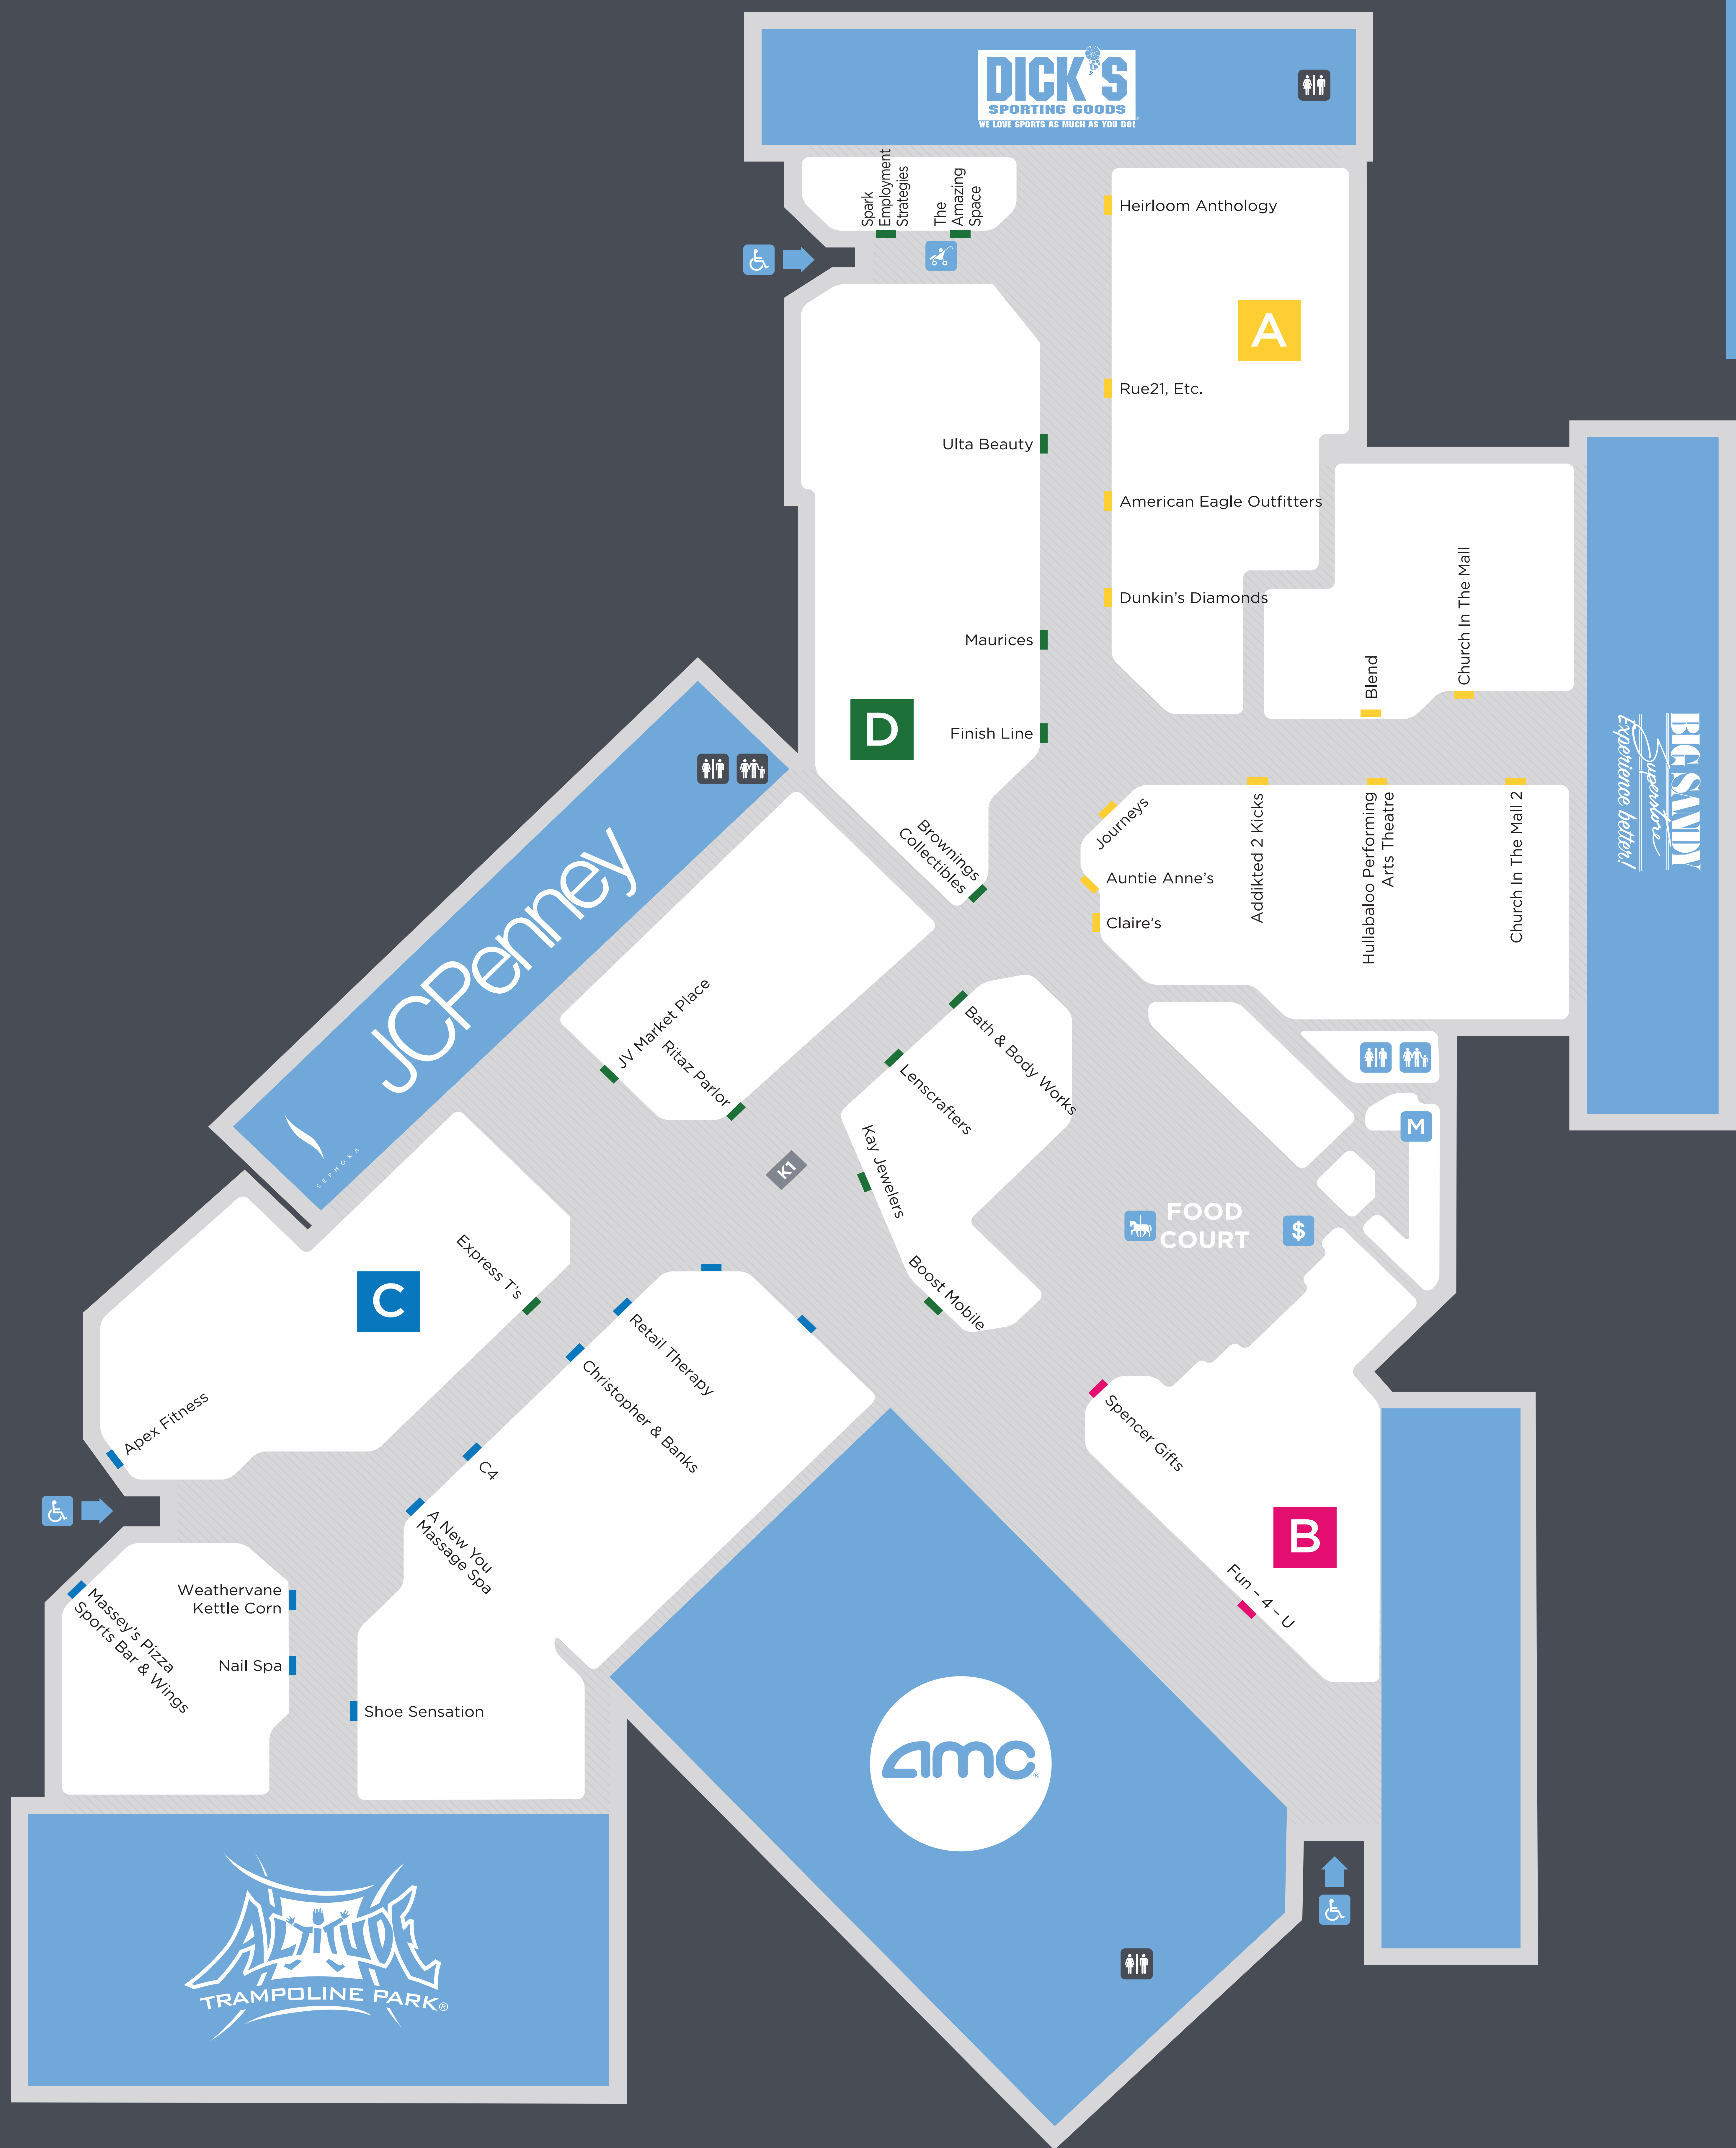 DICK'S
SPORTING GOODS
WE LOVE SPORTS AS MUCH AS YOU DO!
Spark
Employment
Strategies
The
Amazing
Space
Heirloom Anthology
A
Rue21, Etc.
Ulta Beauty
American Eagle Outfitters
Dunkin's Diamonds
Church In The Mall
Maurices
Blend
D
Finish Line
BIG SANDY
Superstore
Experience better!
Journeys
Addikted 2 Kicks
Hullabaloo Performing
Arts Theatre
Church In The Mall 2
Brownings
Collectibles
Auntie Anne's
Claire's
JCPenney
SEPHORA
JV Market Place
Ritaz Parlor
Bath & Body Works
Lenscrafters
Kay Jewelers
K1
M
FOOD
COURT
$
Boost Mobile
Express T's
C
Retail Therapy
Christopher & Banks
Apex Fitness
C4
A New You
Massage Spa
Spencer Gifts
B
Fun – 4 – U
Weathervane
Kettle Corn
Massey's Pizza
Sports Bar & Wings
Nail Spa
Shoe Sensation
amc
ALTITUDE
TRAMPOLINE PARK®